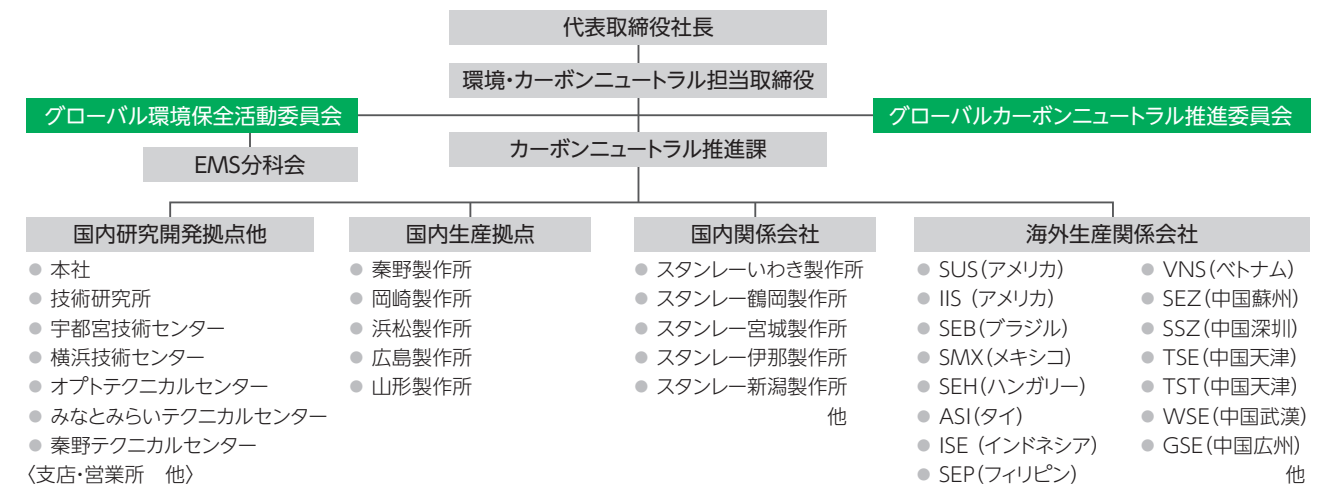 代表取締役社長
環境・カーボンニュートラル担当取締役
グローバル環境保全活動委員会
グローバルカーボンニュートラル推進委員会
カーボンニュートラル推進課
EMS分科会
国内研究開発拠点他
● 本社
● 技術研究所
● 宇都宮技術センター
● 横浜技術センター
● オプトテクニカルセンター
● みなとみらいテクニカルセンター
● 秦野テクニカルセンター
〈支店・営業所　他〉
国内生産拠点
● 秦野製作所
● 岡崎製作所
● 浜松製作所
● 広島製作所
● 山形製作所
国内関係会社
● スタンレーいわき製作所
● スタンレー鶴岡製作所
● スタンレー宮城製作所
● スタンレー伊那製作所
● スタンレー新潟製作所
他
海外生産関係会社
● SUS(アメリカ)
● IIS (アメリカ)
● SEB(ブラジル)
● SMX(メキシコ)
● SEH(ハンガリー)
● ASI(タイ)
● ISE (インドネシア)
● SEP(フィリピン)
● VNS(ベトナム)
● SEZ(中国蘇州)
● SSZ(中国深圳)
● TSE(中国天津)
● TST(中国天津)
● WSE(中国武漢)
● GSE(中国広州)
他